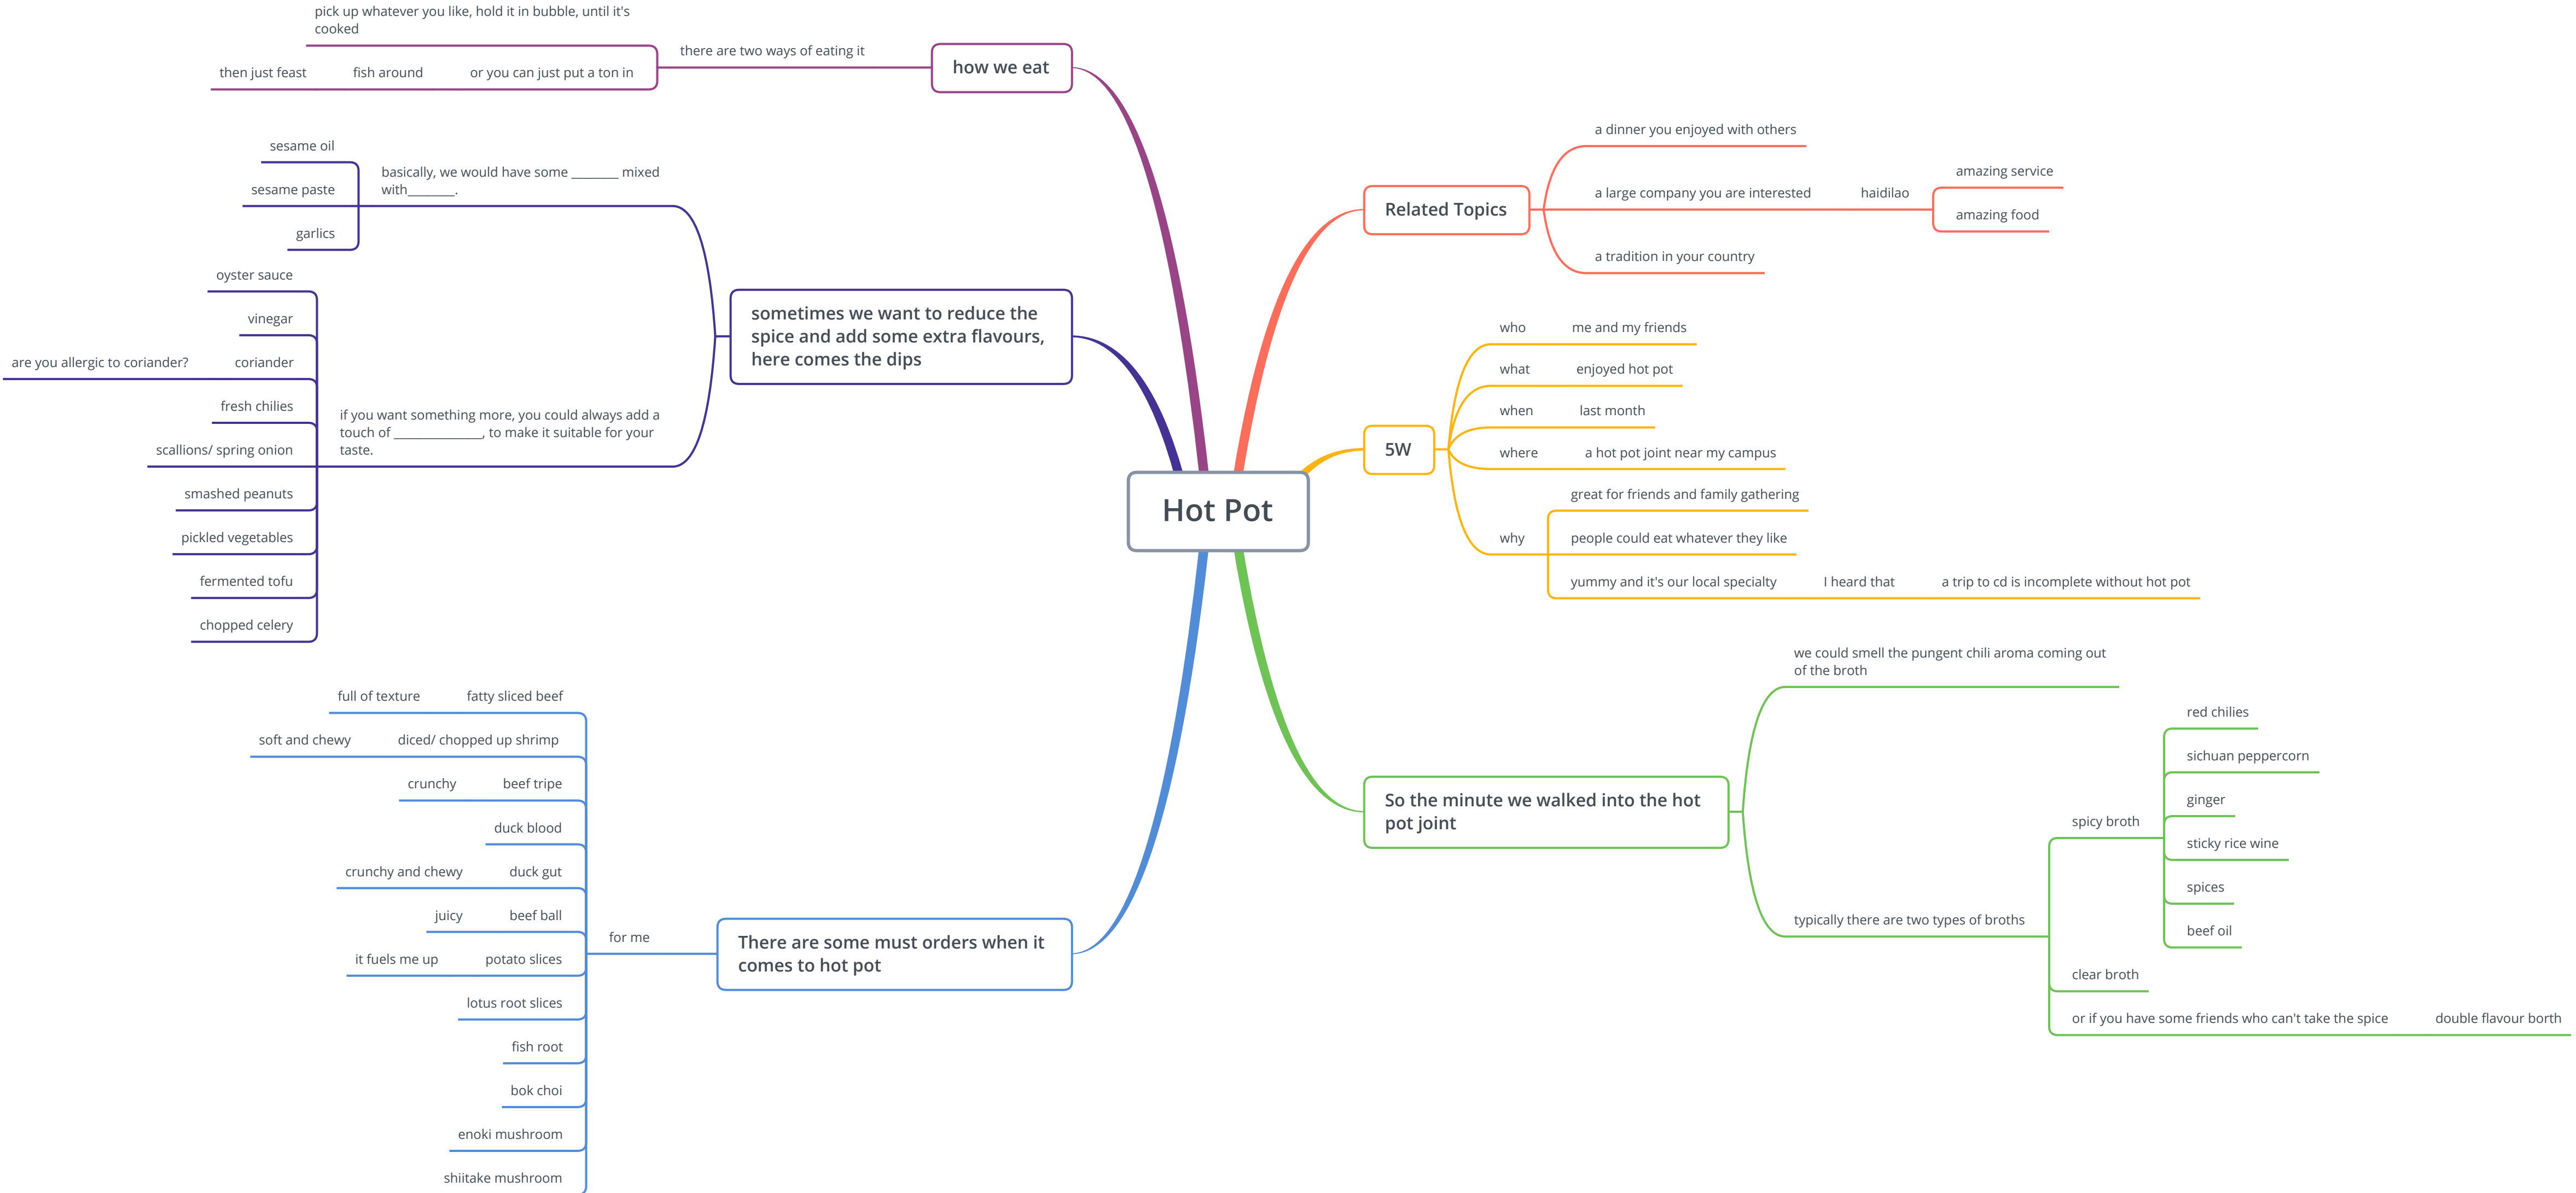 Hot Pot
how we eat
there are two ways of eating it
pick up whatever you like, hold it in bubble, until it's
cooked
or you can just put a ton in
fish around
then just feast
sometimes we want to reduce the
spice and add some extra flavours,
here comes the dips
basically, we would have some ________ mixed
with________.
sesame oil
sesame paste
garlics
if you want something more, you could always add a
touch of _______________, to make it suitable for your
taste.
oyster sauce
vinegar
coriander
are you allergic to coriander?
fresh chilies
scallions/ spring onion
smashed peanuts
pickled vegetables
fermented tofu
chopped celery
There are some must orders when it
comes to hot pot
for me
fatty sliced beef
full of texture
diced/ chopped up shrimp
soft and chewy
beef tripe
crunchy
duck blood
duck gut
crunchy and chewy
beef ball
juicy
potato slices
it fuels me up
lotus root slices
fish root
bok choi
enoki mushroom
shiitake mushroom
Related Topics
a dinner you enjoyed with others
a large company you are interested
haidilao
amazing service
amazing food
a tradition in your country
5W
who
me and my friends
what
enjoyed hot pot
when
last month
where
a hot pot joint near my campus
why
great for friends and family gathering
people could eat whatever they like
yummy and it's our local specialty
I heard that
a trip to cd is incomplete without hot pot
So the minute we walked into the hot
pot joint
we could smell the pungent chili aroma coming out
of the broth
typically there are two types of broths
spicy broth
red chilies
sichuan peppercorn
ginger
sticky rice wine
spices
beef oil
clear broth
or if you have some friends who can't take the spice
double flavour borth